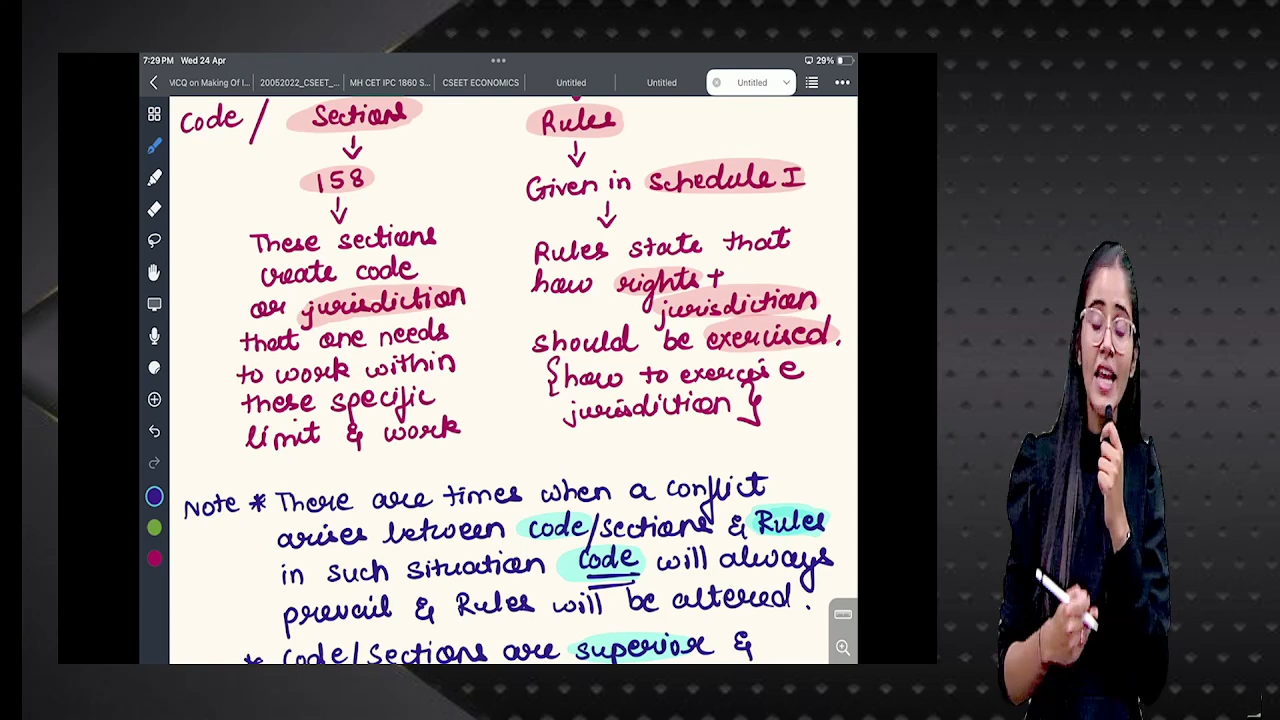 7:29 PM Wed 24 Apr
29%
MCQ on Making Of I...
20052022_CSEET_...
MH CET IPC 1860 S...
CSEET ECONOMICS
Untitled
Untitled
Untitled
Code / Sections
158
These sections
create code
or jurisdiction
that one needs
to work within
these specific
limit & work
Rules
Given in schedule I
Rules state that
how rights +
jurisdiction
should be exercised.
{how to exercise
jurisdiction}
Note * There are times when a conflict
arises between code/sections & Rules
in such situation code will always
prevail & Rules will be altered.
* Code/Sections are superior &